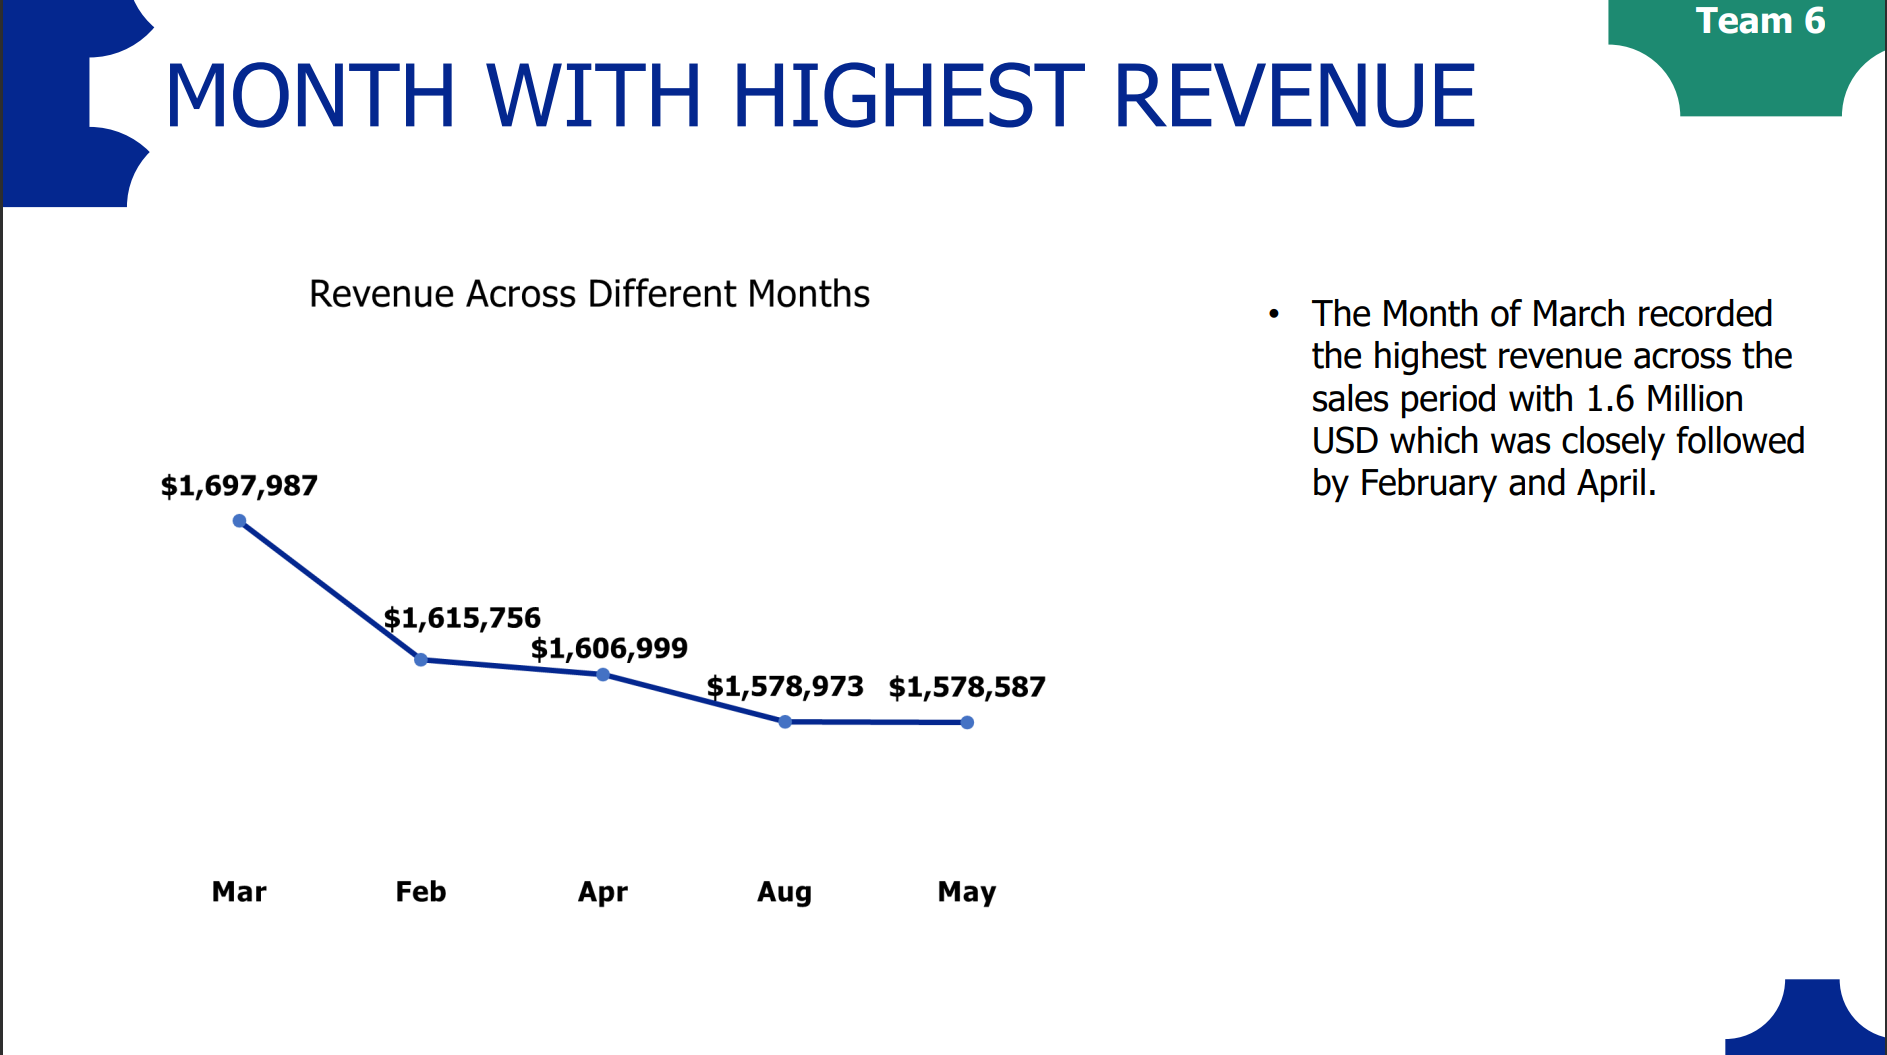 Team 6
MONTH WITH HIGHEST REVENUE
Revenue Across Different Months
$1,697,987
$1,615,756
$1,606,999
$1,578,973
$1,578,587
Mar
Feb
Apr
Aug
May
• The Month of March recorded
the highest revenue across the
sales period with 1.6 Million
USD which was closely followed
by February and April.